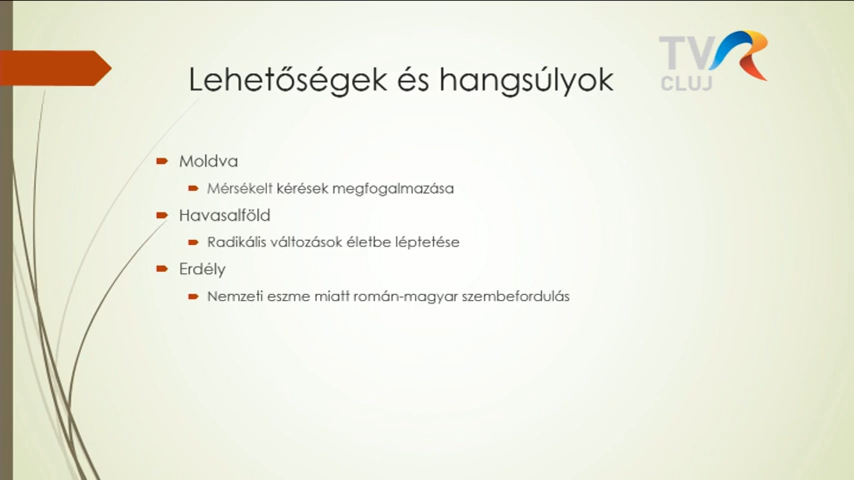 TVR
CLUJ
Lehetőségek és hangsúlyok
Moldva
Mérsékelt kérések megfogalmazása
Havasalföld
Radikális változások életbe léptetése
Erdély
Nemzeti eszme miatt román-magyar szembefordulás